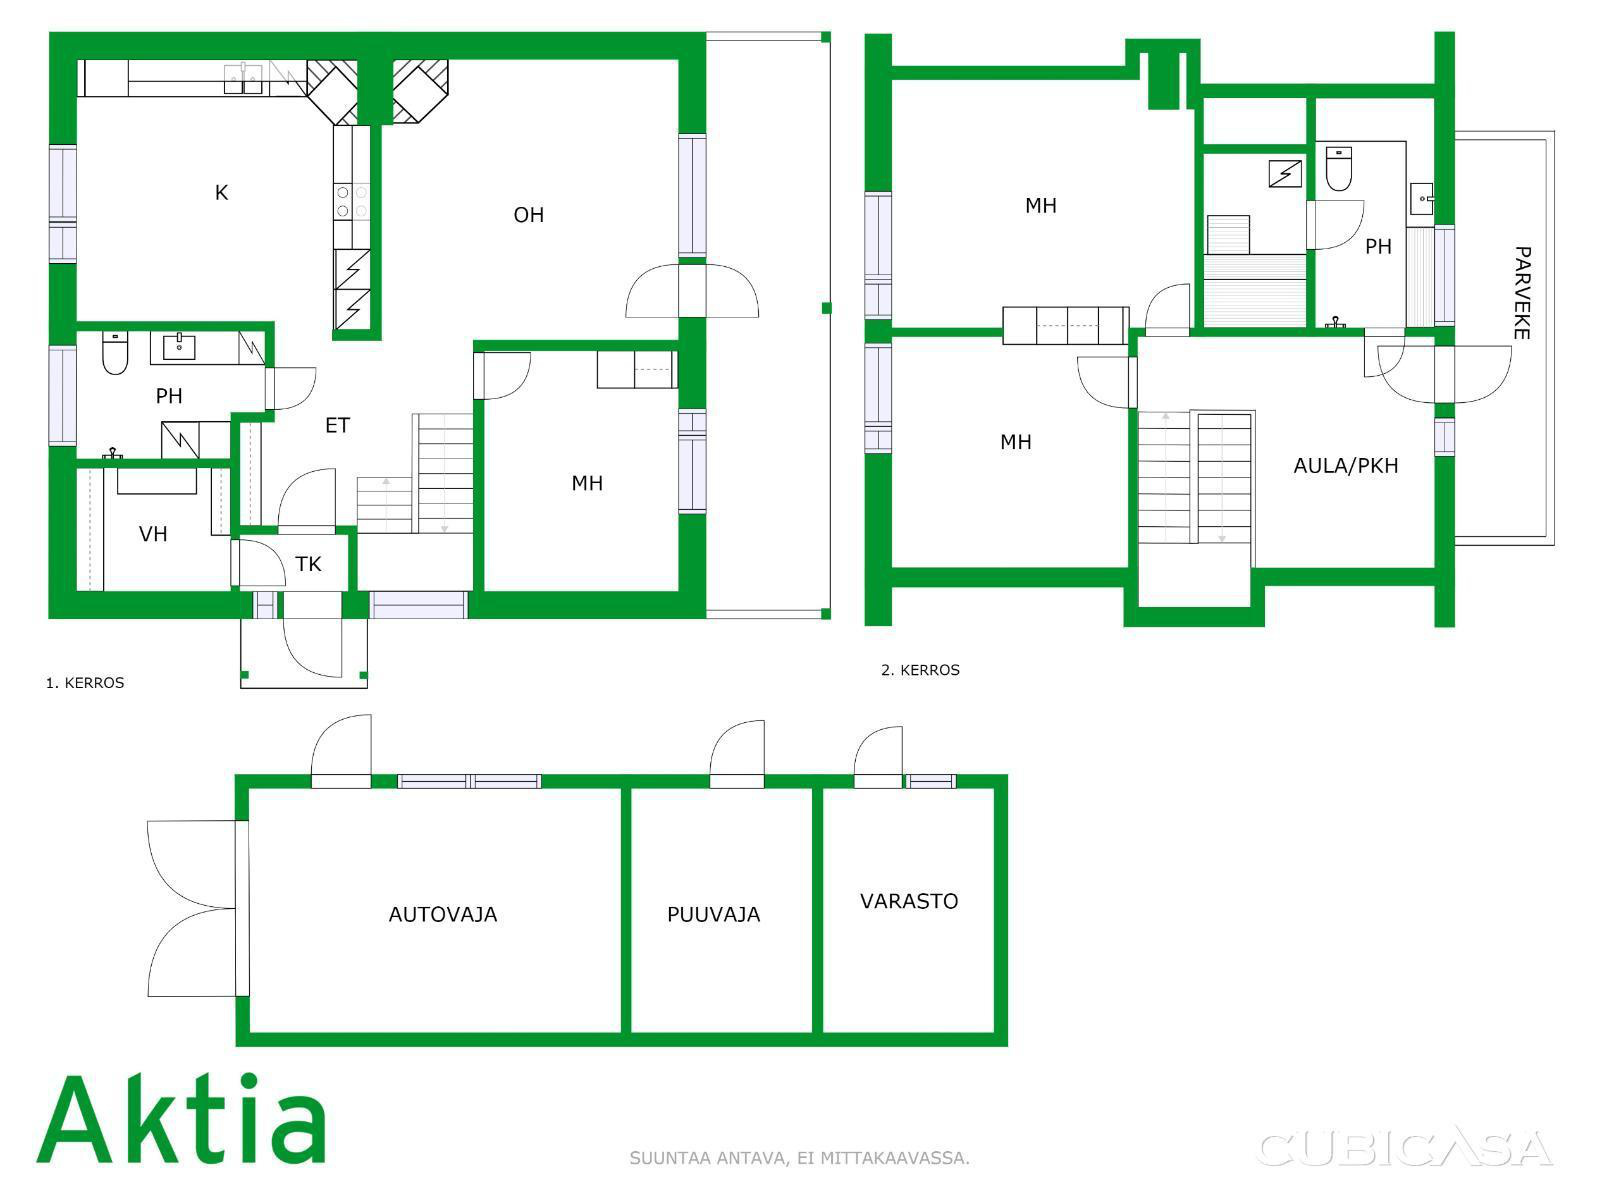 K
OH
PH
ET
MH
VH
TK
1. KERROS
MH
PH
PARVEKE
MH
AULA/PKH
2. KERROS
AUTOVAJA
PUUVAJA
VARASTO
Aktia
SUUNTAA ANTAVA, EI MITTAKAAVASSA.
CUBICASA